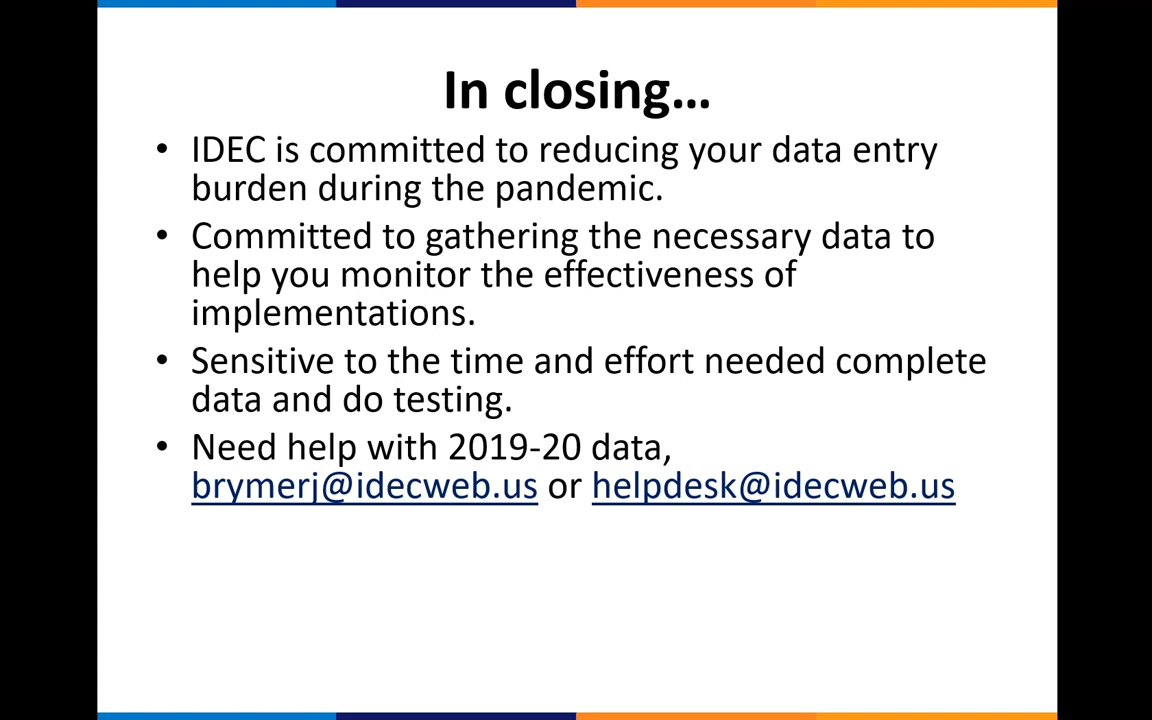 In closing…
• IDEC is committed to reducing your data entry
burden during the pandemic.
• Committed to gathering the necessary data to
help you monitor the effectiveness of
implementations.
• Sensitive to the time and effort needed complete
data and do testing.
• Need help with 2019-20 data,
brymerj@idecweb.us or helpdesk@idecweb.us